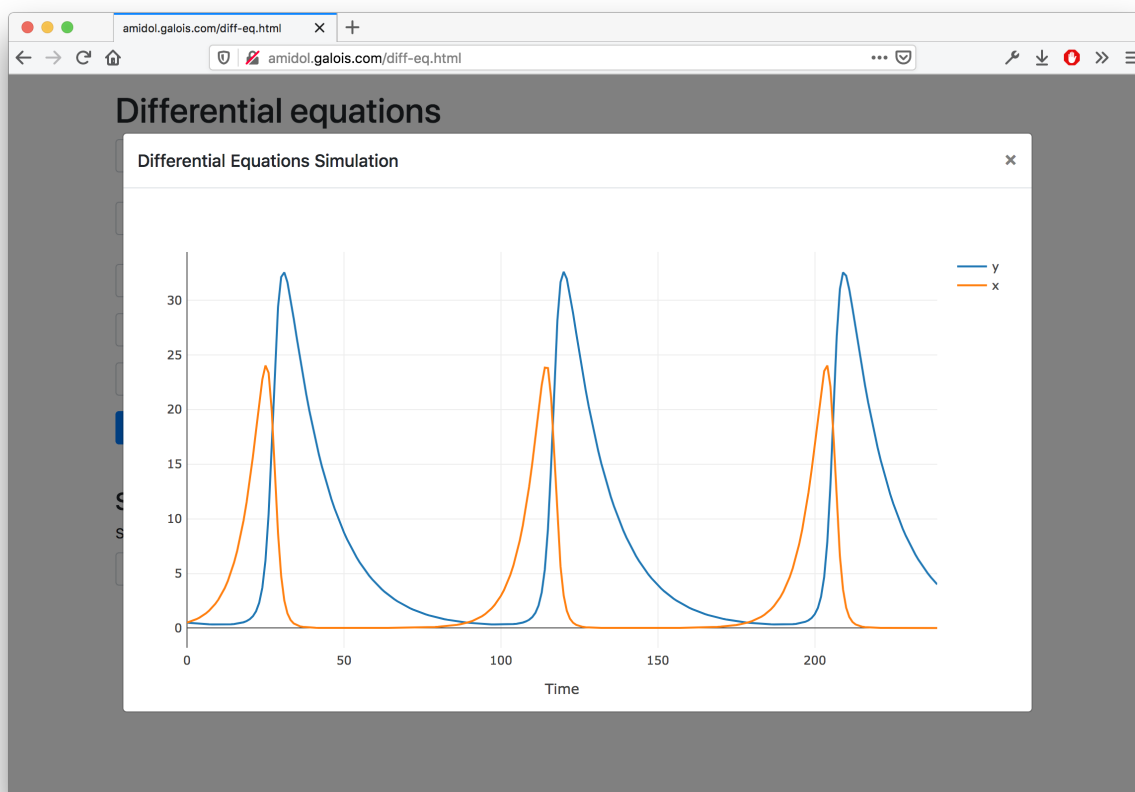 amidol.galois.com/diff-eq.html
amidol.galois.com/diff-eq.html
Differential equations
Differential Equations Simulation
y
x
30
25
20
15
10
5
0
0 50 100 150 200
Time